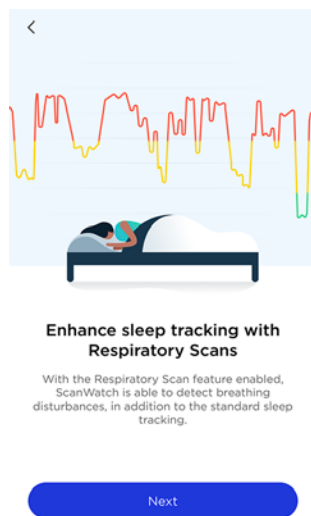 Enhance sleep tracking with
Respiratory Scans
With the Respiratory Scan feature enabled,
ScanWatch is able to detect breathing
disturbances, in addition to the standard sleep
tracking.
Next